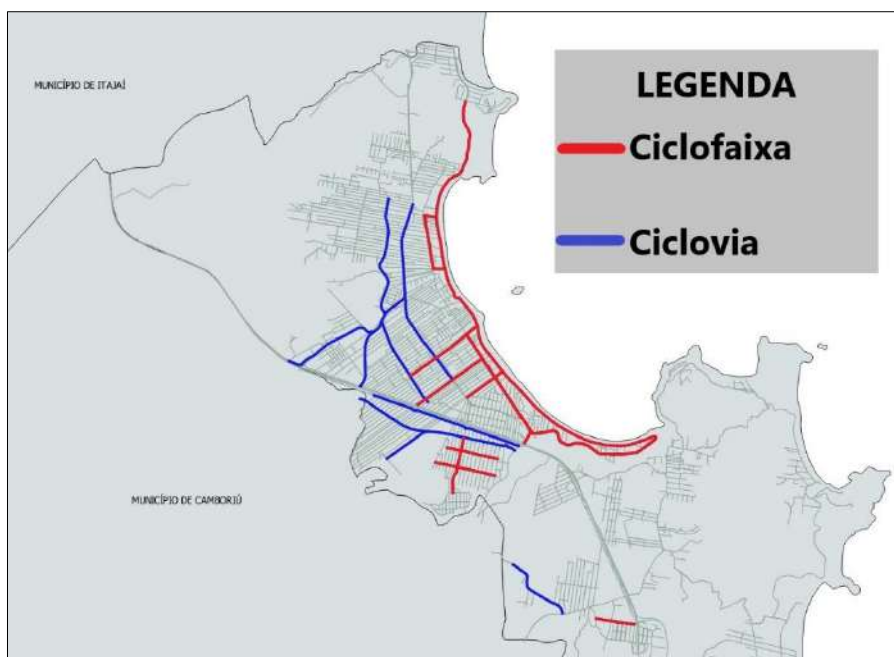 MUNICÍPIO DE ITAJAÍ
LEGENDA
Ciclofaixa
Ciclovia
MUNICÍPIO DE CAMBORIÚ